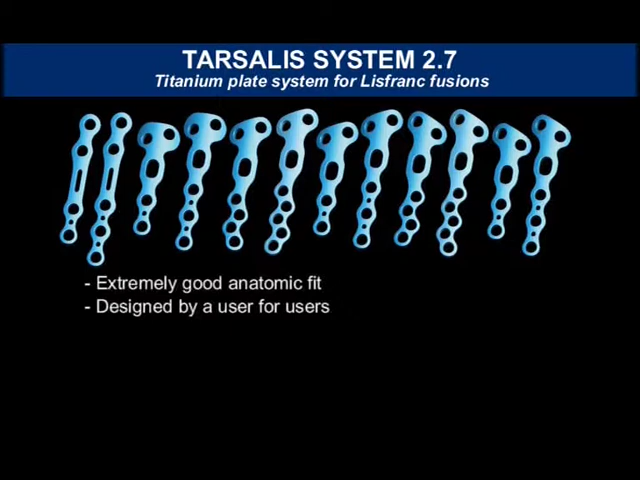 TARSALIS SYSTEM 2.7
Titanium plate system for Lisfranc fusions
- Extremely good anatomic fit
- Designed by a user for users